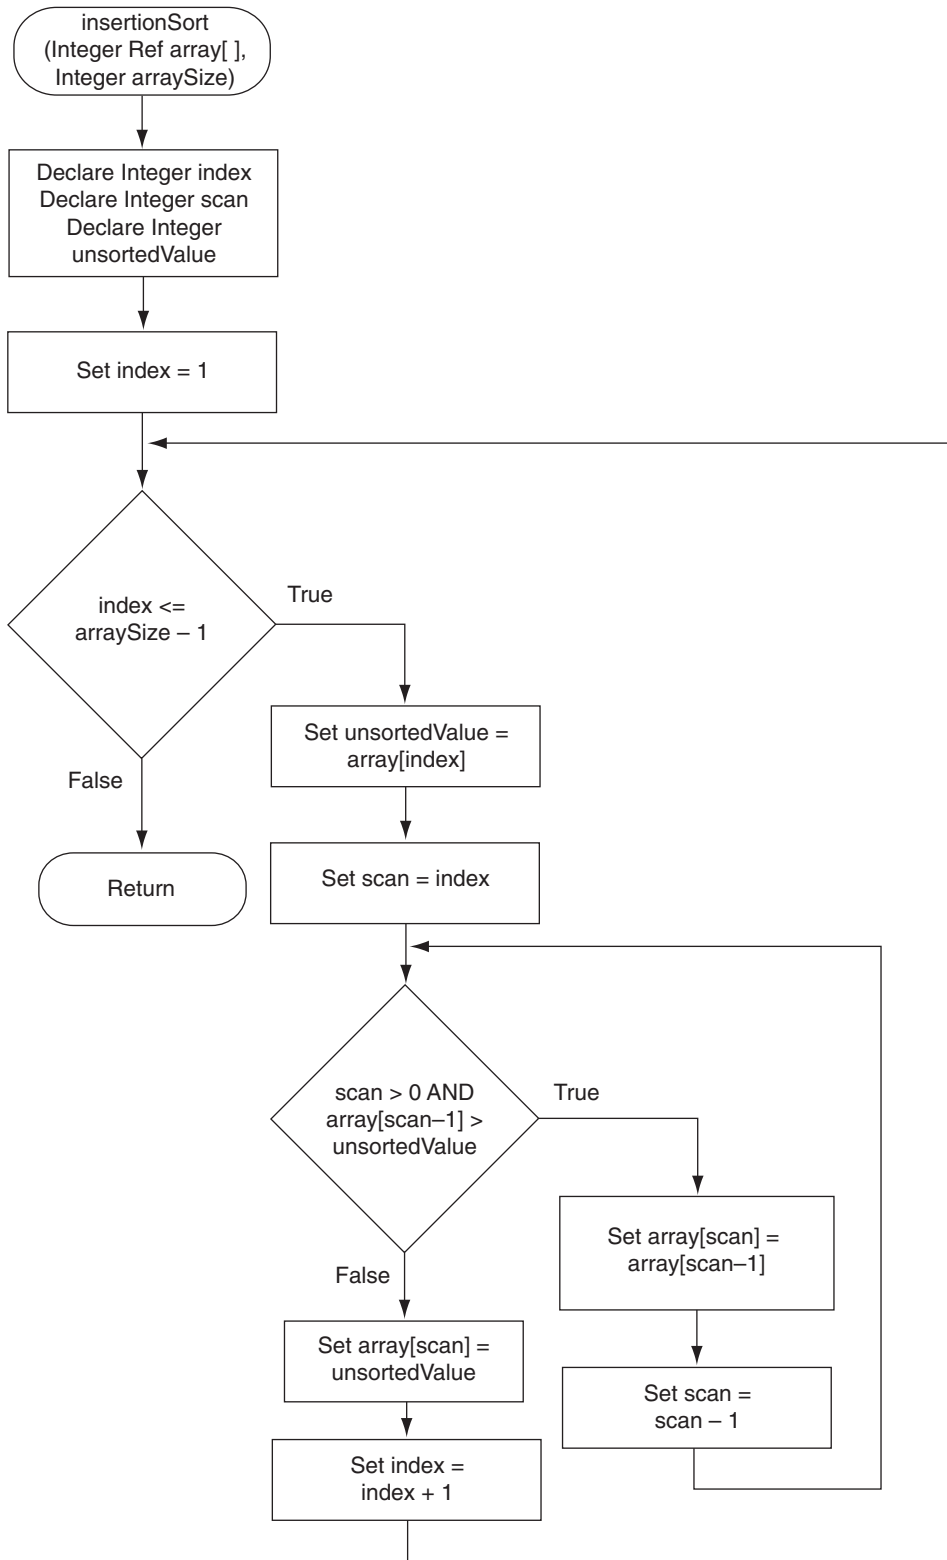 insertionSort
(Integer Ref array[ ],
Integer arraySize)
Declare Integer index
Declare Integer scan
Declare Integer
unsortedValue
Set index = 1
index <=
arraySize – 1
True
False
Return
Set unsortedValue =
array[index]
Set scan = index
scan > 0 AND
array[scan–1] >
unsortedValue
True
Set array[scan] =
array[scan–1]
Set scan =
scan – 1
False
Set array[scan] =
unsortedValue
Set index =
index + 1